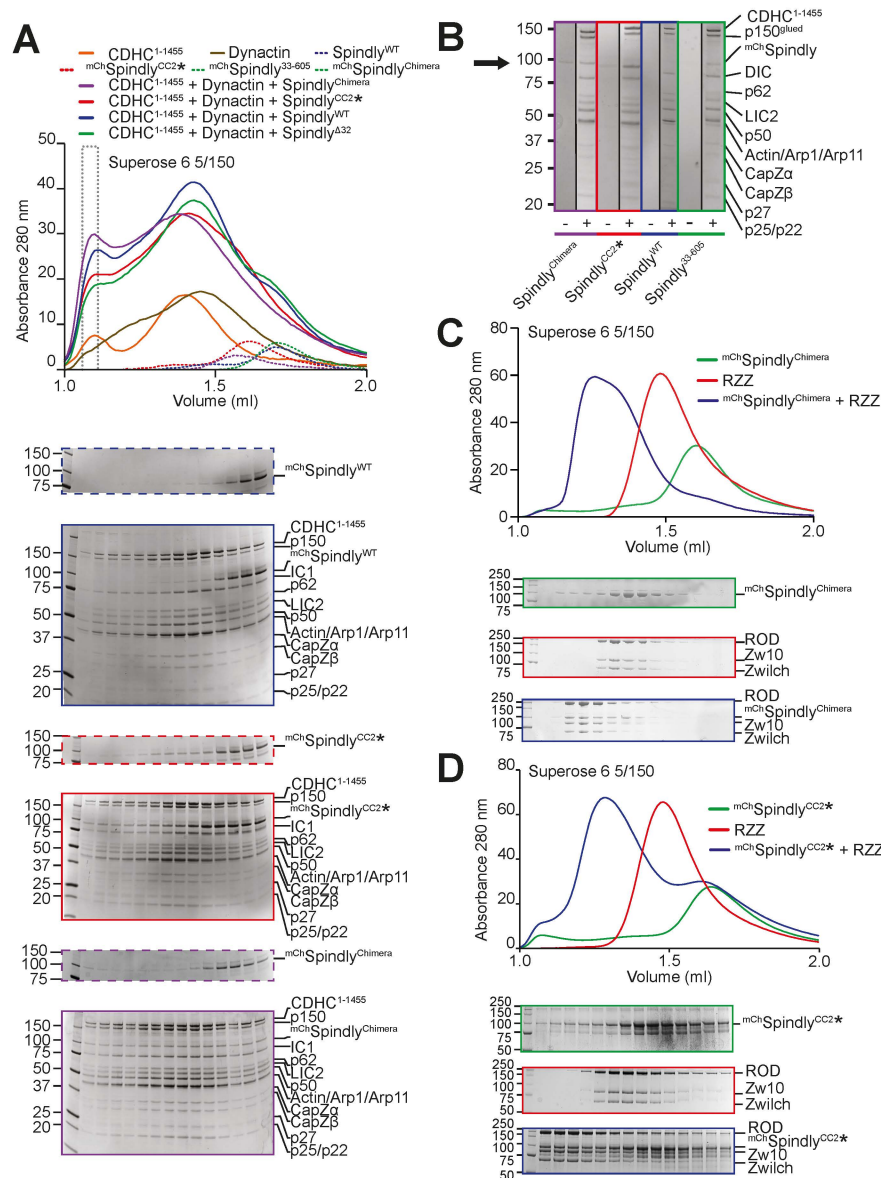 A
CDHC1-1455 Dynactin SpindlyWT
mChSpindlyCC2* mChSpindly33-605 mChSpindlyChimera
CDHC1-1455 + Dynactin + SpindlyChimera
CDHC1-1455 + Dynactin + SpindlyCC2*
CDHC1-1455 + Dynactin + SpindlyWT
CDHC1-1455 + Dynactin + SpindlyΔ32
Superose 6 5/150
Absorbance 280 nm
50
40
30
20
10
0
1.0 1.5 2.0
Volume (ml)
150
100
75
mChSpindlyWT
150
100
75
50
37
25
20
CDHC1-1455
p150
mChSpindlyWT
IC1
p62
LIC2
p50
Actin/Arp1/Arp11
CapZα
CapZβ
p27
p25/p22
150
100
75
mChSpindlyCC2*
150
100
75
50
37
25
20
CDHC1-1455
p150
mChSpindlyCC2*
IC1
p62
LIC2
p50
Actin/Arp1/Arp11
CapZα
CapZβ
p27
p25/p22
150
100
75
mChSpindlyChimera
150
100
75
50
37
25
20
CDHC1-1455
p150
mChSpindlyChimera
IC1
p62
LIC2
p50
Actin/Arp1/Arp11
CapZα
CapZβ
p27
p25/p22
B
150
100
75
50
37
25
20
CDHC1-1455
p150glued
mChSpindly
DIC
p62
LIC2
p50
Actin/Arp1/Arp11
CapZα
CapZβ
p27
p25/p22
- + - + - + - +
SpindlyChimera
SpindlyCC2*
SpindlyWT
Spindly33-605
C
Superose 6 5/150
mChSpindlyChimera
RZZ
mChSpindlyChimera + RZZ
Absorbance 280 nm
80
60
40
20
0
1.0 1.5 2.0
Volume (ml)
250
150
100
75
mChSpindlyChimera
250
150
100
75
ROD
Zw10
Zwilch
250
150
100
75
ROD
mChSpindlyChimera
Zw10
Zwilch
D
Superose 6 5/150
mChSpindlyCC2*
RZZ
mChSpindlyCC2* + RZZ
Absorbance 280 nm
80
60
40
20
0
1.0 1.5 2.0
Volume (ml)
250
150
100
75
50
mChSpindlyCC2*
250
150
100
75
50
ROD
Zw10
Zwilch
250
150
100
75
50
ROD
mChSpindlyCC2*
Zw10
Zwilch